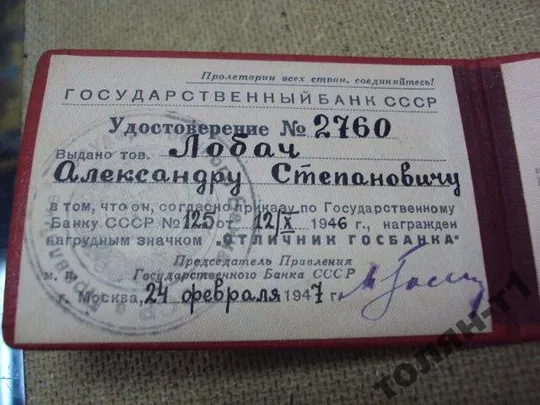 Пролетарии всех стран, соединяйтесь!
ГОСУДАРСТВЕННЫЙ БАНК СССР
Удостоверение № 2760
Выдано тов. Лобач
Александру Степановичу
в том, что он, согласно приказу по Государственному
Банку СССР № 125 от 12/X 1946 г., награжден
нагрудным значком „ОТЛИЧНИК ГОСБАНКА"
Председатель Правления
м. п. Государственного Банка СССР
г. Москва, 24 февраля 1947 г.
ТОЛЯН-Т1